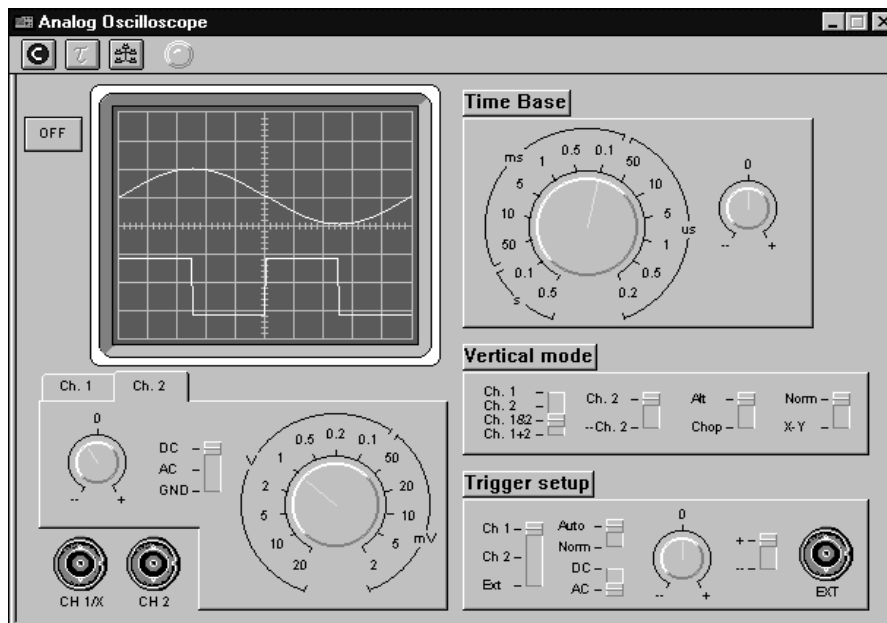 Analog Oscilloscope
C τ
OFF
Time Base
ms 1 0.5 0.1 50
5 10
10 5
50 1 us
0.1 0.5
s 0.5 0.2
0
-- +
Vertical mode
Ch. 1
Ch. 2
Ch. 1&2
Ch. 1+2
Ch. 2
--Ch. 2
Alt
Chop
Norm
X-Y
Ch. 1 Ch. 2
0
-- +
DC
AC
GND
V 1 0.5 0.2 0.1 50
2 20
5 10
10 5 mV
20 2
CH 1/X CH 2
Trigger setup
Ch 1
Ch 2
Ext
Auto
Norm
DC
AC
0
-- +
+
--
EXT